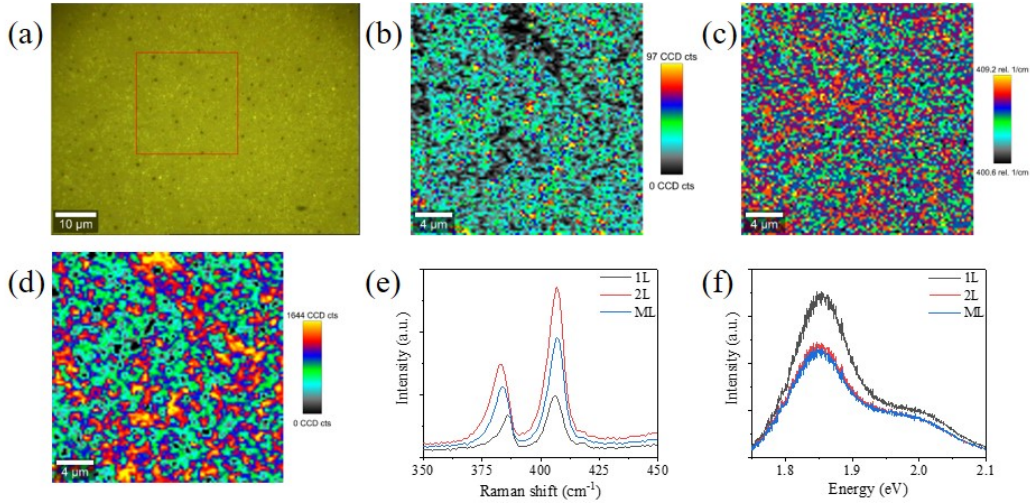 (a)
10 μm
(b)
97 CCD cts
0 CCD cts
4 μm
(c)
409.2 rel. 1/cm
400.6 rel. 1/cm
4 μm
(d)
1644 CCD cts
0 CCD cts
4 μm
(e)
Intensity (a.u.)
1L
2L
ML
350 375 400 425 450
Raman shift (cm⁻¹)
(f)
Intensity (a.u.)
1L
2L
ML
1.8 1.9 2.0 2.1
Energy (eV)